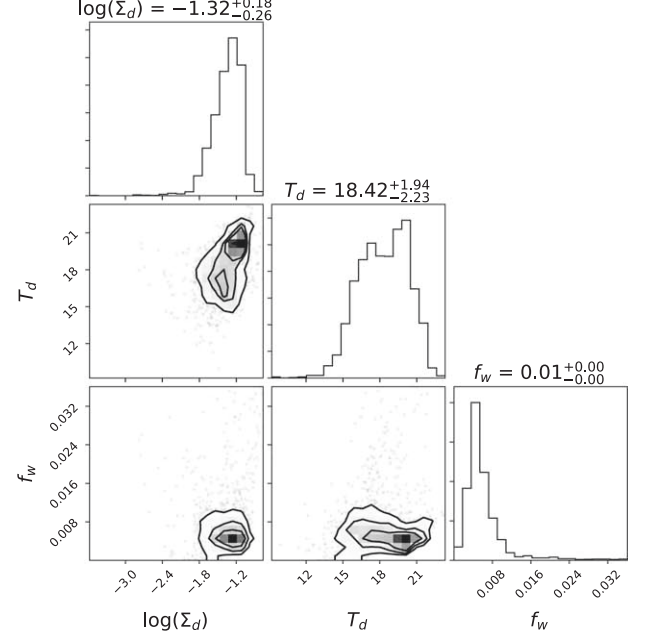 log(Σ_d) = −1.32^{+0.18}_{−0.26}
T_d = 18.42^{+1.94}_{−2.23}
21
18
15
12
T_d
f_w = 0.01^{+0.00}_{−0.00}
0.032
0.024
0.016
0.008
f_w
−3.0 −2.4 −1.8 −1.2
12 15 18 21
0.008 0.016 0.024 0.032
log(Σ_d) T_d f_w